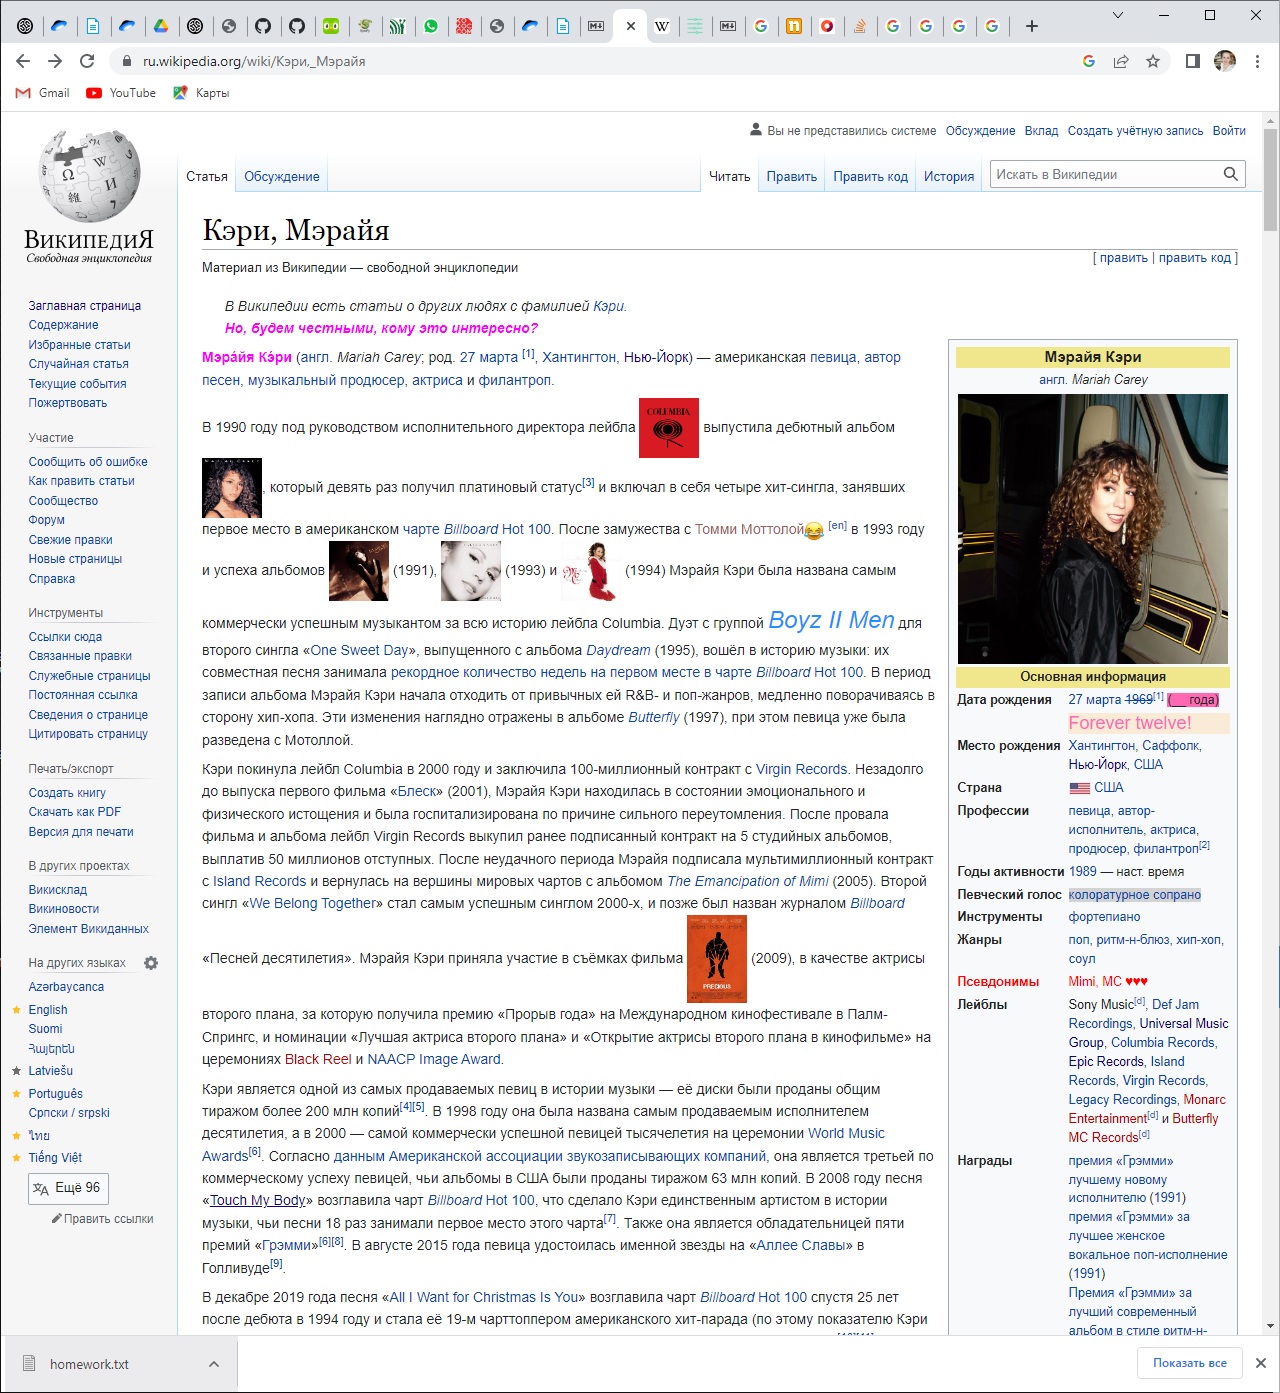 ru.wikipedia.org/wiki/Кэри,_Мэрайя
Gmail
YouTube
Карты
Вы не представились системе
Обсуждение
Вклад
Создать учётную запись
Войти
Статья
Обсуждение
Читать
Править
Править код
История
Искать в Википедии
ВИКИПЕДИЯ
Свободная энциклопедия
Заглавная страница
Содержание
Избранные статьи
Случайная статья
Текущие события
Пожертвовать
Участие
Сообщить об ошибке
Как править статьи
Сообщество
Форум
Свежие правки
Новые страницы
Справка
Инструменты
Ссылки сюда
Связанные правки
Служебные страницы
Постоянная ссылка
Сведения о странице
Цитировать страницу
Печать/экспорт
Создать книгу
Скачать как PDF
Версия для печати
В других проектах
Викисклад
Викиновости
Элемент Викиданных
На других языках
Azərbaycanca
English
Suomi
Հայերեն
Latviešu
Português
Српски / srpski
ไทย
Tiếng Việt
Ещё 96
Править ссылки
Кэри, Мэрайя
[ править | править код ]
Материал из Википедии — свободной энциклопедии
В Википедии есть статьи о других людях с фамилией Кэри.
Но, будем честными, кому это интересно?
Мэра́йя Кэ́ри (англ. Mariah Carey; род. 27 марта [1], Хантингтон, Нью-Йорк) — американская певица, автор
песен, музыкальный продюсер, актриса и филантроп.
COLUMBIA
В 1990 году под руководством исполнительного директора лейбла выпустила дебютный альбом
MARIAH CAREY
, который девять раз получил платиновый статус[3] и включал в себя четыре хит-сингла, занявших
первое место в американском чарте Billboard Hot 100. После замужества с Томми Моттолой😂 [en] в 1993 году
и успеха альбомов (1991), (1993) и (1994) Мэрайя Кэри была названа самым
коммерчески успешным музыкантом за всю историю лейбла Columbia. Дуэт с группой Boyz II Men для
второго сингла «One Sweet Day», выпущенного с альбома Daydream (1995), вошёл в историю музыки: их
совместная песня занимала рекордное количество недель на первом месте в чарте Billboard Hot 100. В период
записи альбома Мэрайя Кэри начала отходить от привычных ей R&B- и поп-жанров, медленно поворачиваясь в
сторону хип-хопа. Эти изменения наглядно отражены в альбоме Butterfly (1997), при этом певица уже была
разведена с Мотоллой.
Кэри покинула лейбл Columbia в 2000 году и заключила 100-миллионный контракт с Virgin Records. Незадолго
до выпуска первого фильма «Блеск» (2001), Мэрайя Кэри находилась в состоянии эмоционального и
физического истощения и была госпитализирована по причине сильного переутомления. После провала
фильма и альбома лейбл Virgin Records выкупил ранее подписанный контракт на 5 студийных альбомов,
выплатив 50 миллионов отступных. После неудачного периода Мэрайя подписала мультимиллионный контракт
с Island Records и вернулась на вершины мировых чартов с альбомом The Emancipation of Mimi (2005). Второй
сингл «We Belong Together» стал самым успешным синглом 2000-х, и позже был назван журналом Billboard
«Песней десятилетия». Мэрайя Кэри приняла участие в съёмках фильма (2009), в качестве актрисы
PRECIOUS
второго плана, за которую получила премию «Прорыв года» на Международном кинофестивале в Палм-
Спрингс, и номинации «Лучшая актриса второго плана» и «Открытие актрисы второго плана в кинофильме» на
церемониях Black Reel и NAACP Image Award.
Кэри является одной из самых продаваемых певиц в истории музыки — её диски были проданы общим
тиражом более 200 млн копий[4][5]. В 1998 году она была названа самым продаваемым исполнителем
десятилетия, а в 2000 — самой коммерчески успешной певицей тысячелетия на церемонии World Music
Awards[6]. Согласно данным Американской ассоциации звукозаписывающих компаний, она является третьей по
коммерческому успеху певицей, чьи альбомы в США были проданы тиражом 63 млн копий. В 2008 году песня
«Touch My Body» возглавила чарт Billboard Hot 100, что сделало Кэри единственным артистом в истории
музыки, чьи песни 18 раз занимали первое место этого чарта[7]. Также она является обладательницей пяти
премий «Грэмми»[6][8]. В августе 2015 года певица удостоилась именной звезды на «Аллее Славы» в
Голливуде[9].
В декабре 2019 года песня «All I Want for Christmas Is You» возглавила чарт Billboard Hot 100 спустя 25 лет
после дебюта в 1994 году и стала её 19-м чарттоппером американского хит-парада (по этому показателю Кэри
Мэрайя Кэри
англ. Mariah Carey
Основная информация
Дата рождения 27 марта 1969[1] (__ года)
Forever twelve!
Место рождения Хантингтон, Саффолк,
Нью-Йорк, США
Страна США
Профессии певица, автор-
исполнитель, актриса,
продюсер, филантроп[2]
Годы активности 1989 — наст. время
Певческий голос колоратурное сопрано
Инструменты фортепиано
Жанры поп, ритм-н-блюз, хип-хоп,
соул
Псевдонимы Mimi, MC ♥♥♥
Лейблы Sony Music[d], Def Jam
Recordings, Universal Music
Group, Columbia Records,
Epic Records, Island
Records, Virgin Records,
Legacy Recordings, Monarc
Entertainment[d] и Butterfly
MC Records[d]
Награды премия «Грэмми»
лучшему новому
исполнителю (1991)
премия «Грэмми» за
лучшее женское
вокальное поп-исполнение
(1991)
Премия «Грэмми» за
лучший современный
альбом в стиле ритм-н-
homework.txt
Показать все